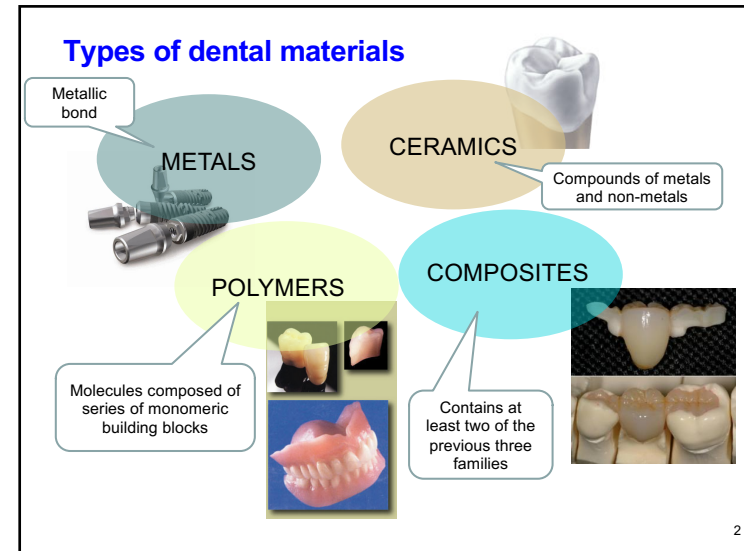 Types of dental materials
Metallic
bond
METALS
CERAMICS
Compounds of metals
and non-metals
POLYMERS
COMPOSITES
Molecules composed of
series of monomeric
building blocks
Contains at
least two of the
previous three
families
2